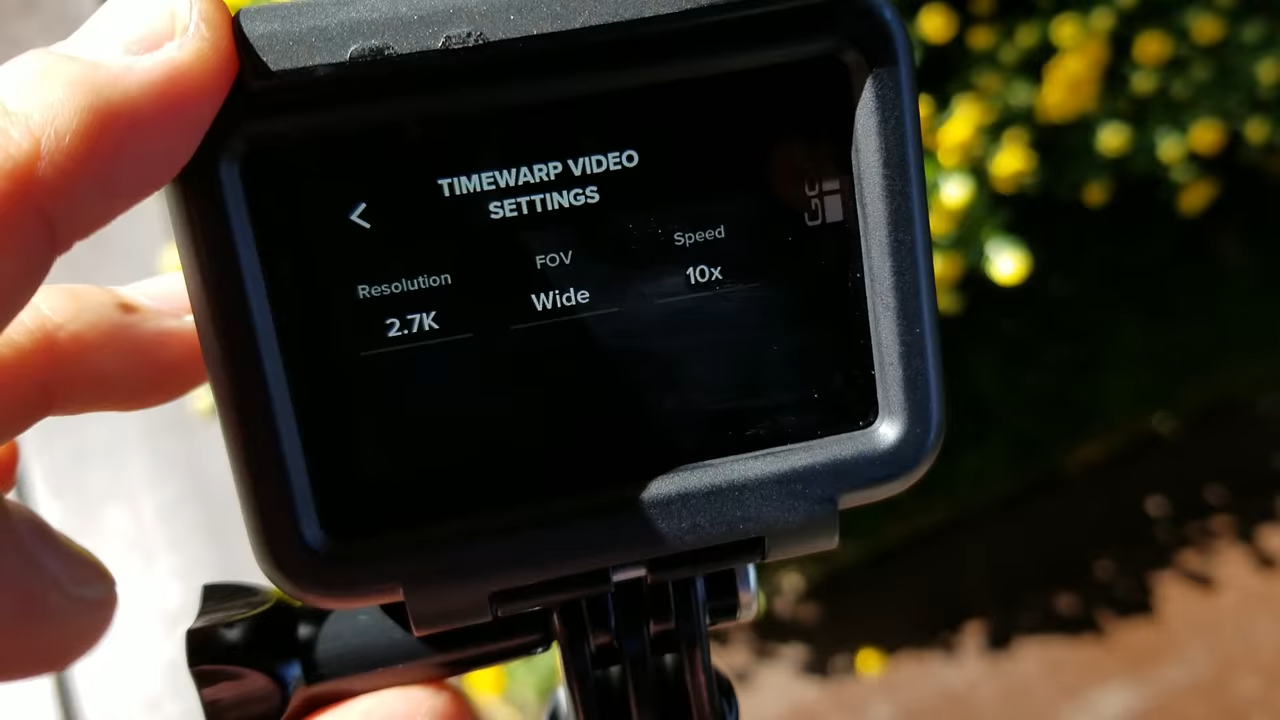 TIMEWARP VIDEO
SETTINGS
Resolution
FOV
Speed
2.7K
Wide
10x